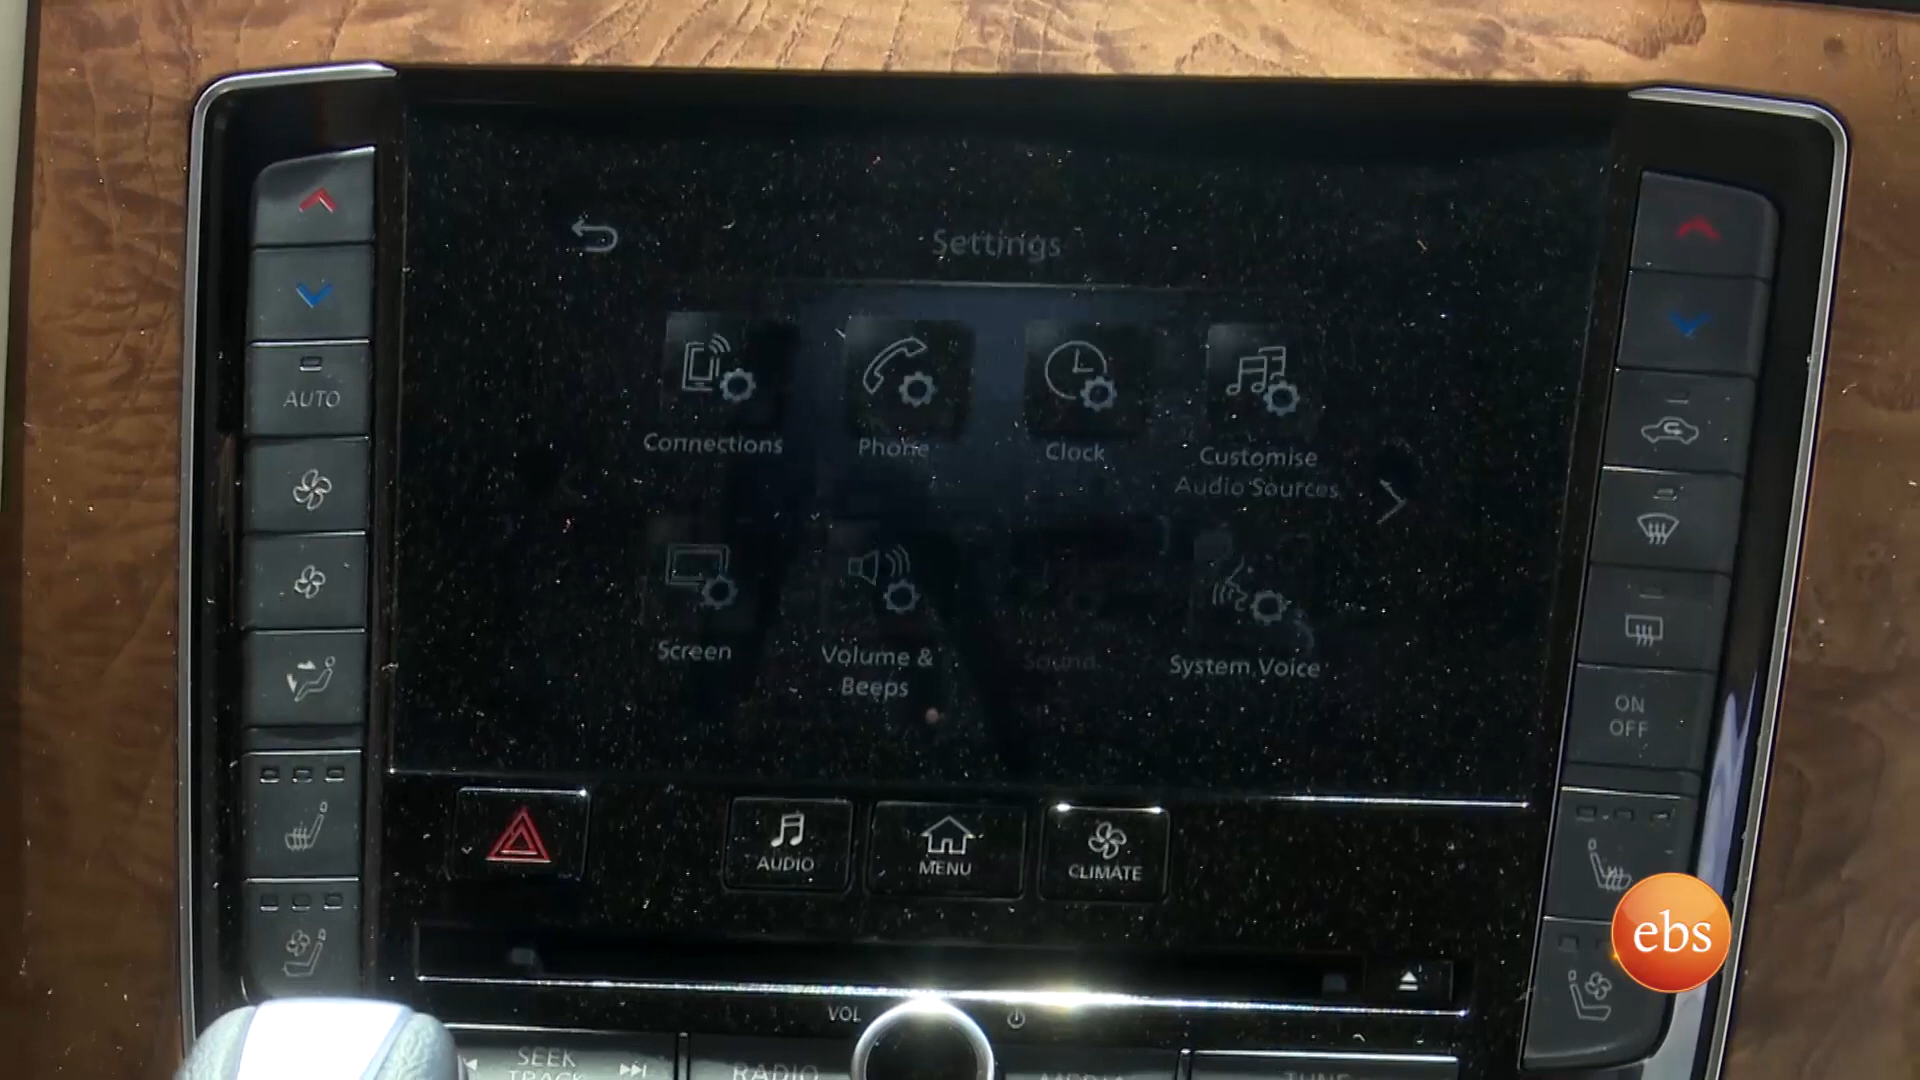 Settings
Connections
Phone
Clock
Customise
Audio Sources
Screen
Volume &
Beeps
Sound
System Voice
AUTO
ON
OFF
AUDIO
MENU
CLIMATE
ebs
VOL
SEEK
TRACK
RADIO
MEDIA
TUNE